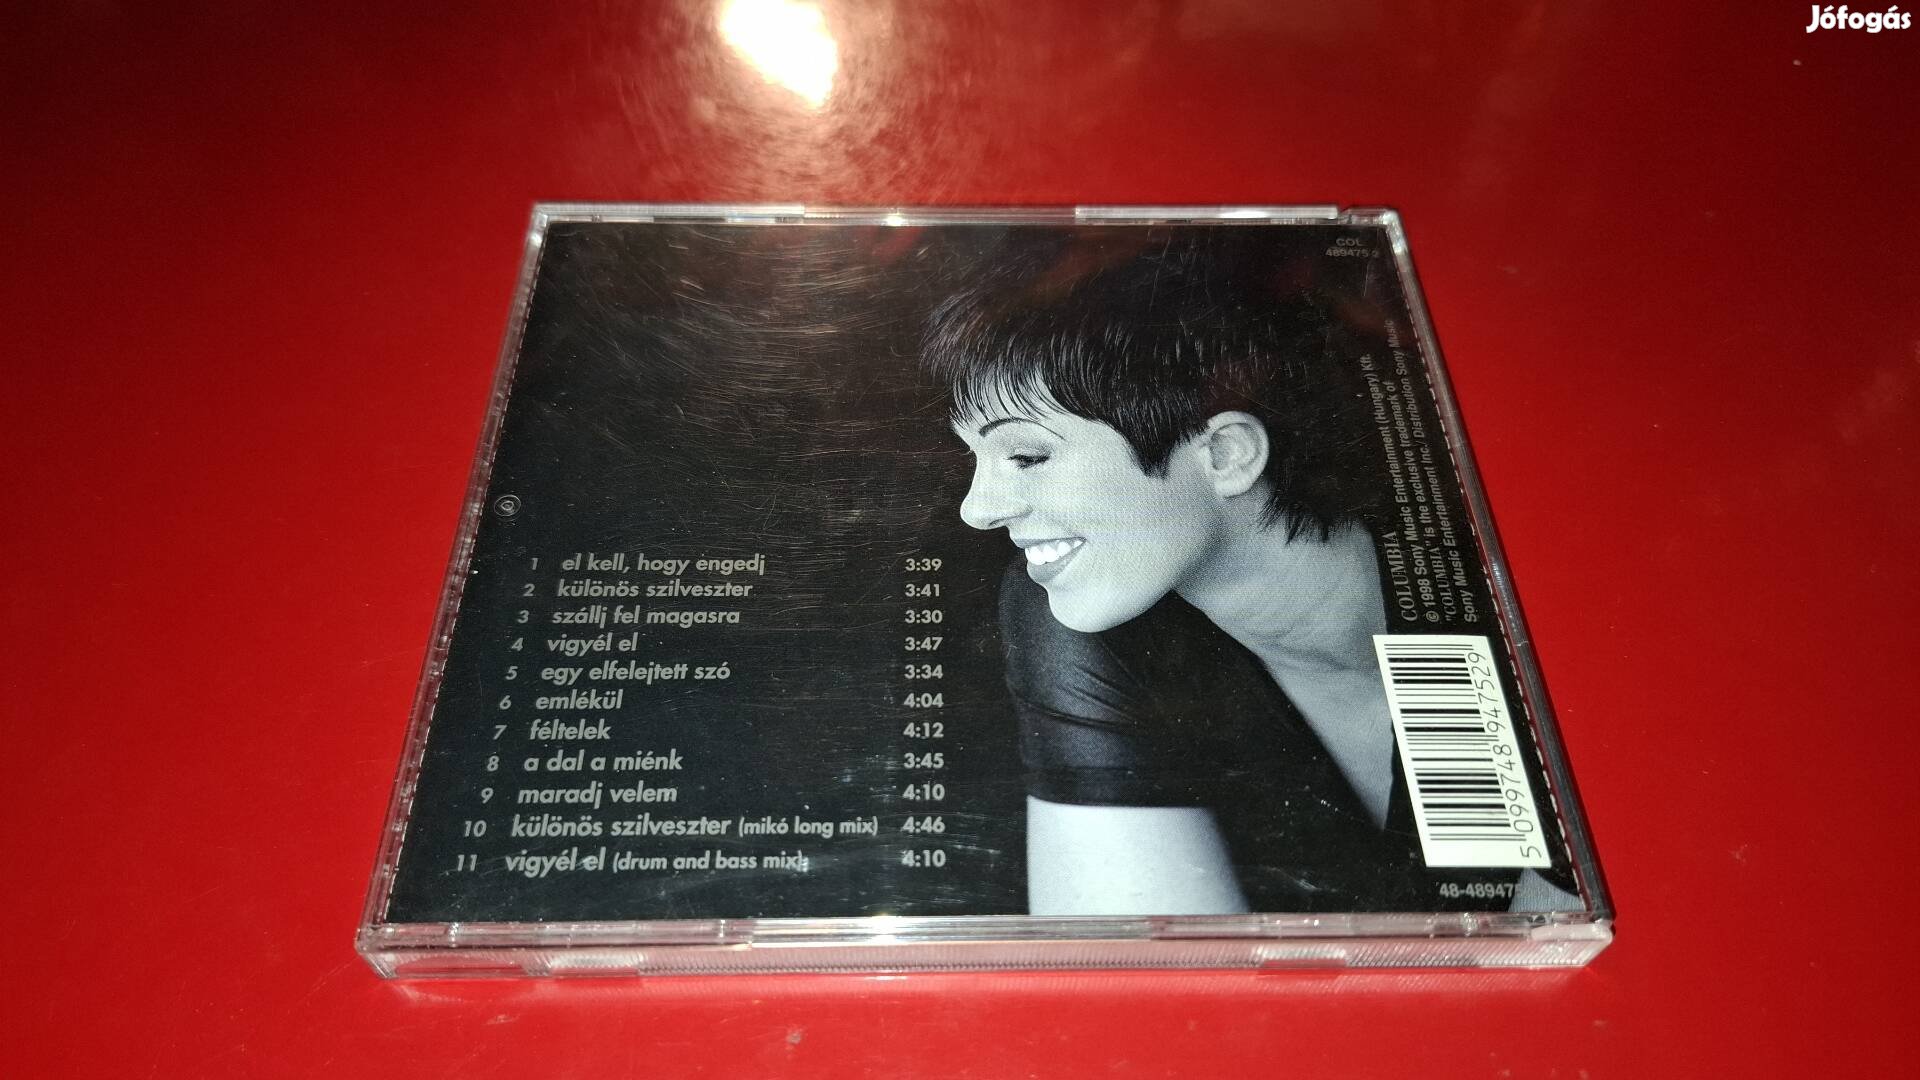 Jófogás
COL
489475 2
1 el kell, hogy engedj 3:39
2 különös szilveszter 3:41
3 szállj fel magasra 3:30
4 vigyél el 3:47
5 egy elfelejtett szó 3:34
6 emlékül 4:04
7 féltelek 4:12
8 a dal a miénk 3:45
9 maradj velem 4:10
10 különös szilveszter (mikó long mix) 4:46
11 vigyél el (drum and bass mix) 4:10
COLUMBIA
© 1998 Sony Music Entertainment (Hungary) Kft.
"COLUMBIA" is the exclusive trademark of
Sony Music Entertainment Inc./ Distribution Sony Music
5 099748 947529
48-489475